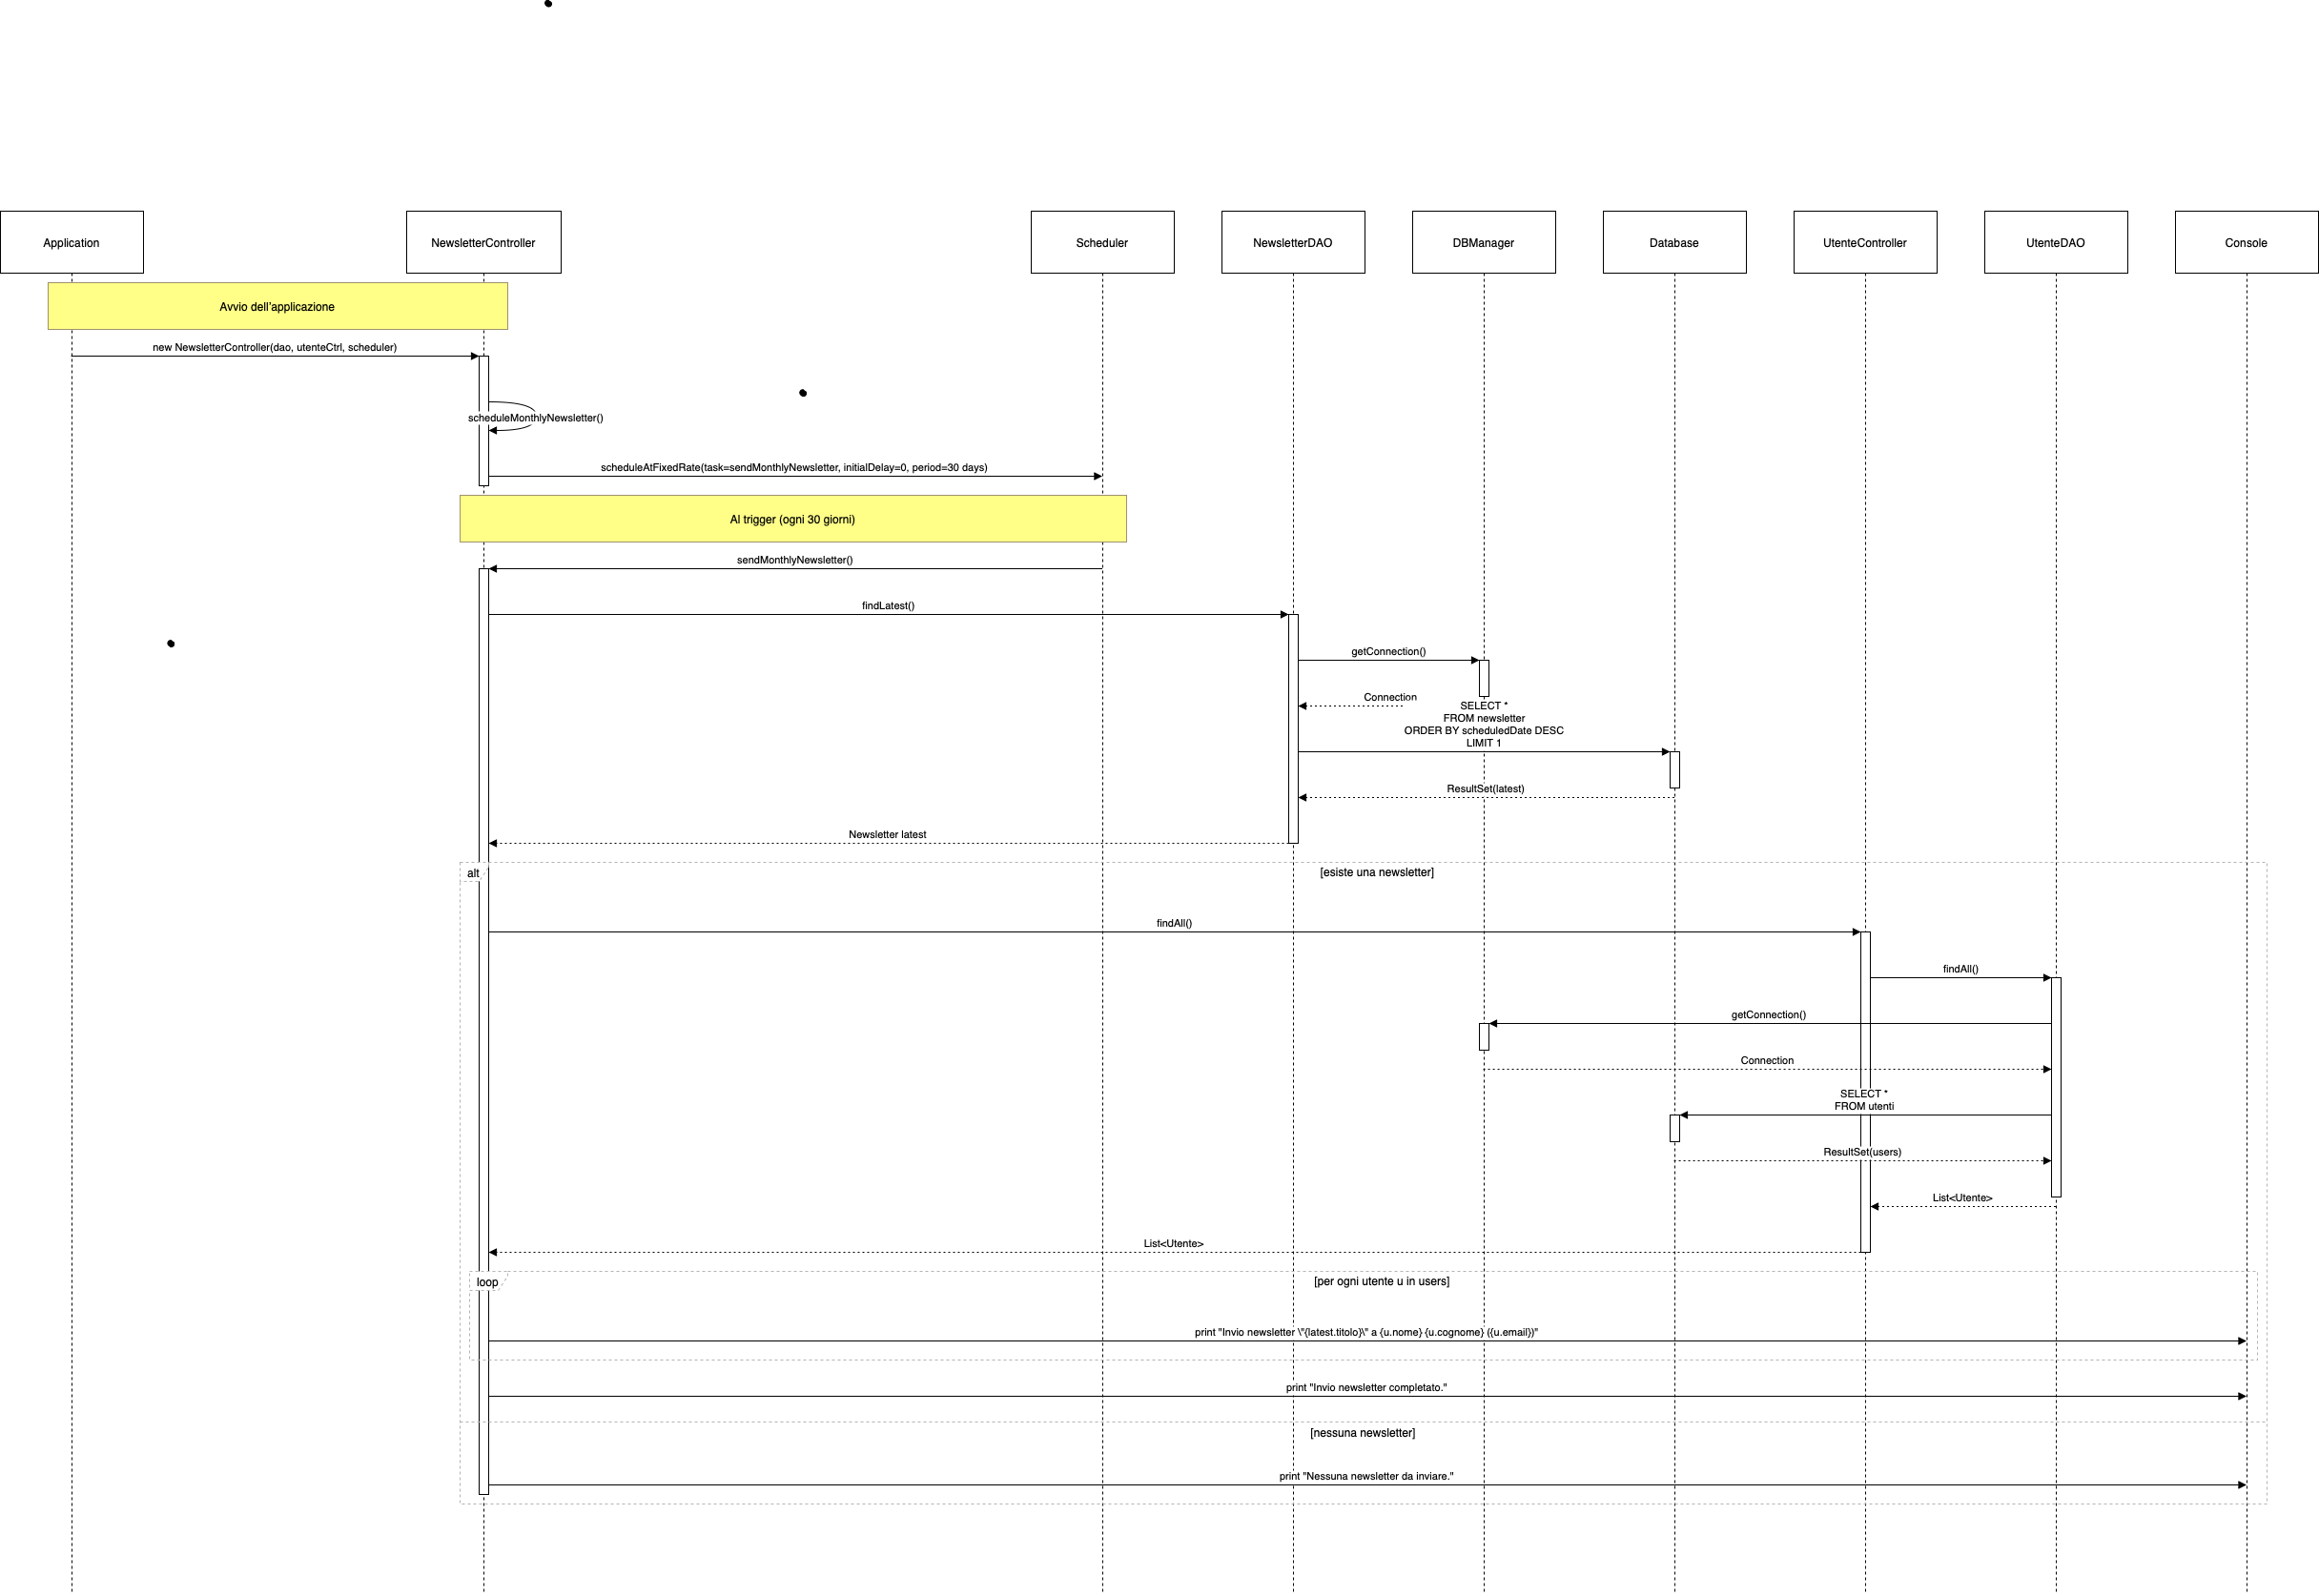 Application
NewsletterController
Scheduler
NewsletterDAO
DBManager
Database
UtenteController
UtenteDAO
Console
Avvio dell'applicazione
new NewsletterController(dao, utenteCtrl, scheduler)
scheduleMonthlyNewsletter()
scheduleAtFixedRate(task=sendMonthlyNewsletter, initialDelay=0, period=30 days)
Al trigger (ogni 30 giorni)
sendMonthlyNewsletter()
findLatest()
getConnection()
Connection
SELECT *
FROM newsletter
ORDER BY scheduledDate DESC
LIMIT 1
ResultSet(latest)
Newsletter latest
alt
[esiste una newsletter]
findAll()
findAll()
getConnection()
Connection
SELECT *
FROM utenti
ResultSet(users)
List<Utente>
List<Utente>
loop
[per ogni utente u in users]
print "Invio newsletter \"{latest.titolo}\" a {u.nome} {u.cognome} ({u.email})"
print "Invio newsletter completato."
[nessuna newsletter]
print "Nessuna newsletter da inviare."